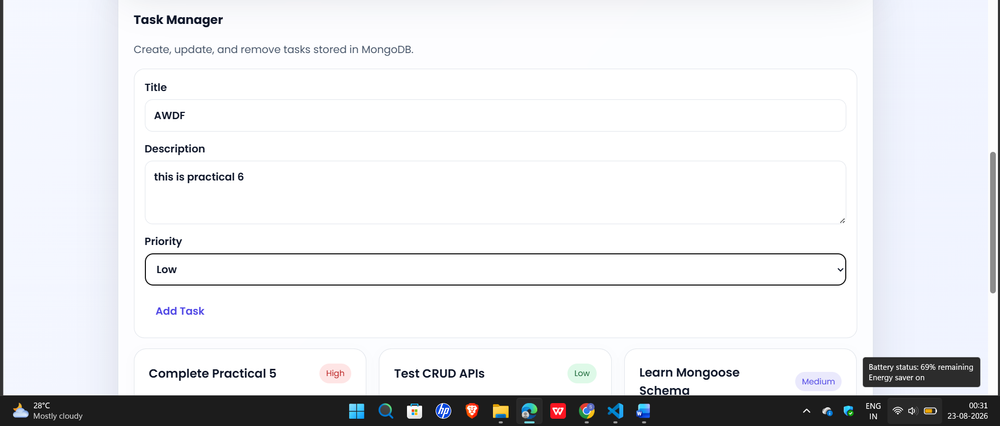 Task Manager
Create, update, and remove tasks stored in MongoDB.
Title
AWDF
Description
this is practical 6
Priority
Low
Add Task
Complete Practical 5
High
Test CRUD APIs
Low
Learn Mongoose
Schema
Medium
Battery status: 69% remaining
Energy saver on
28°C
Mostly cloudy
hp
W
S
W
ENG
IN
00:31
23-08-2026